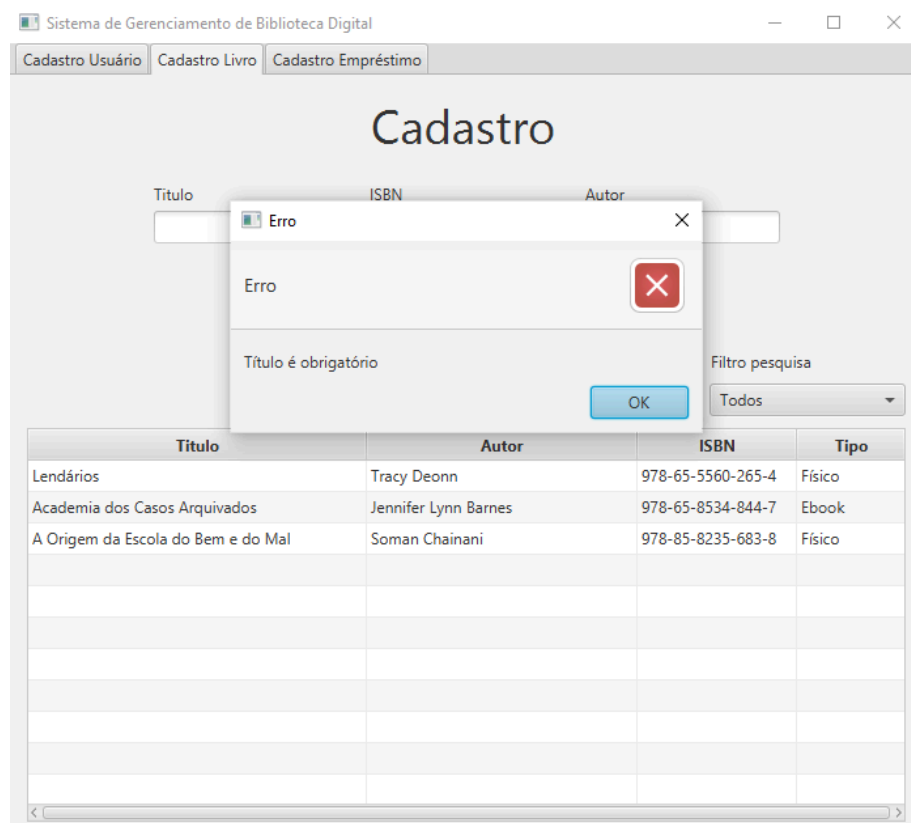 Sistema de Gerenciamento de Biblioteca Digital
Cadastro Usuário Cadastro Livro Cadastro Empréstimo
Cadastro
Titulo ISBN Autor
Erro
Erro
Título é obrigatório
OK
Filtro pesquisa
Todos
Titulo Autor ISBN Tipo
Lendários Tracy Deonn 978-65-5560-265-4 Físico
Academia dos Casos Arquivados Jennifer Lynn Barnes 978-65-8534-844-7 Ebook
A Origem da Escola do Bem e do Mal Soman Chainani 978-85-8235-683-8 Físico